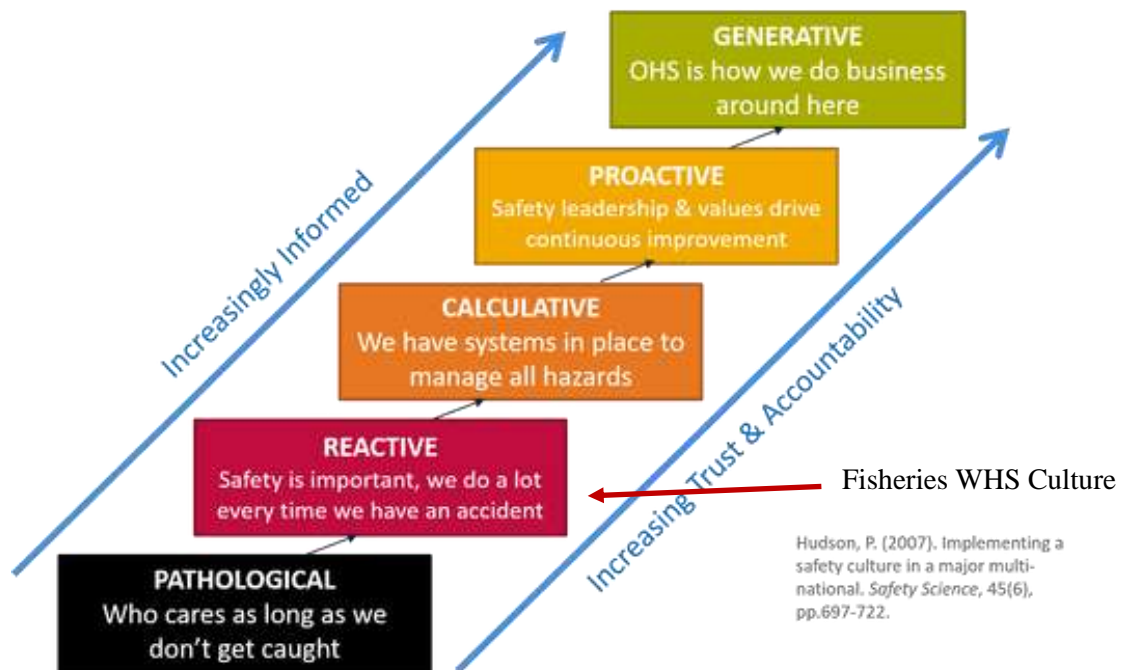 GENERATIVE
OHS is how we do business
around here
PROACTIVE
Safety leadership & values drive
continuous improvement
CALCULATIVE
We have systems in place to
manage all hazards
REACTIVE
Safety is important, we do a lot
every time we have an accident
PATHOLOGICAL
Who cares as long as we
don't get caught
Increasingly Informed
Increasing Trust & Accountability
Fisheries WHS Culture
Hudson, P. (2007). Implementing a
safety culture in a major multi-
national. Safety Science, 45(6),
pp.697-722.